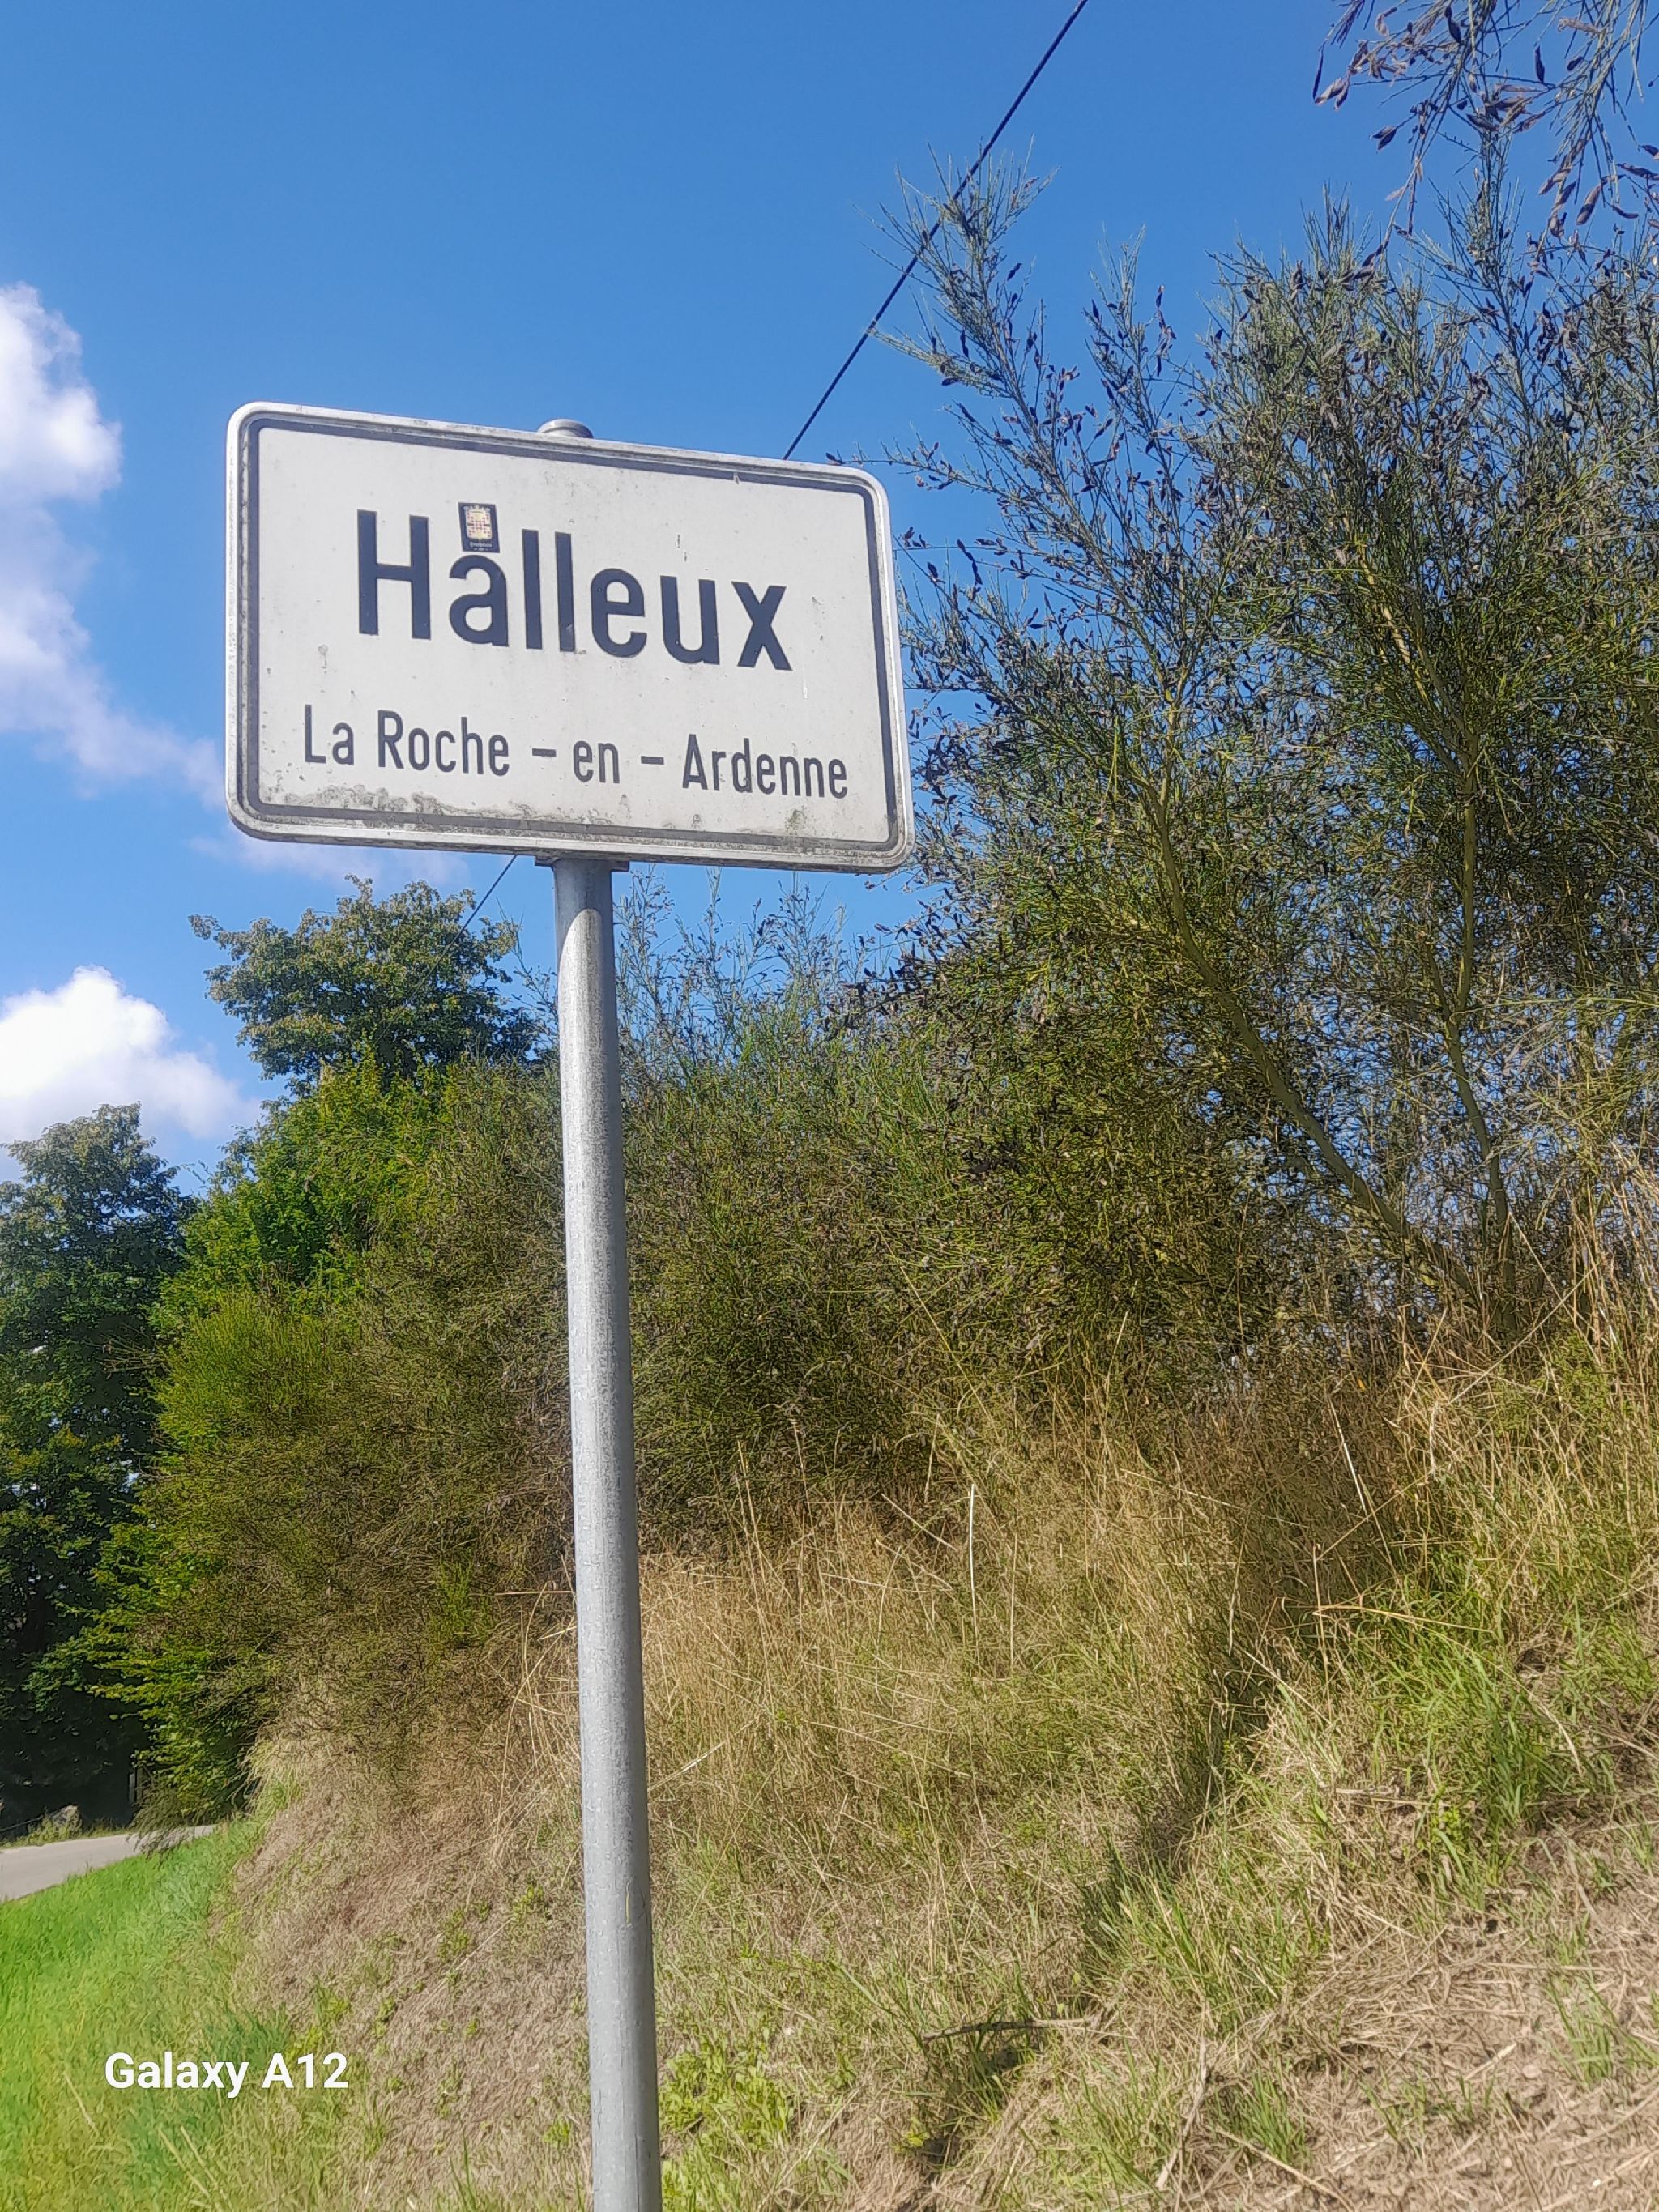 Halleux
La Roche - en - Ardenne
Galaxy A12